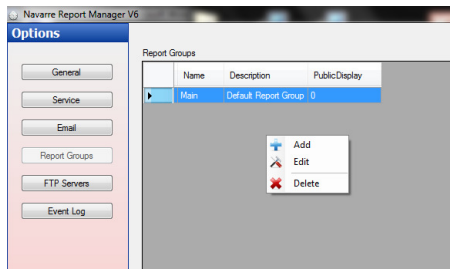 Navarre Report Manager V6
Options
Report Groups
General
Service
Email
Report Groups
FTP Servers
Event Log
Name Description PublicDisplay
Main Default Report Group 0
Add
Edit
Delete